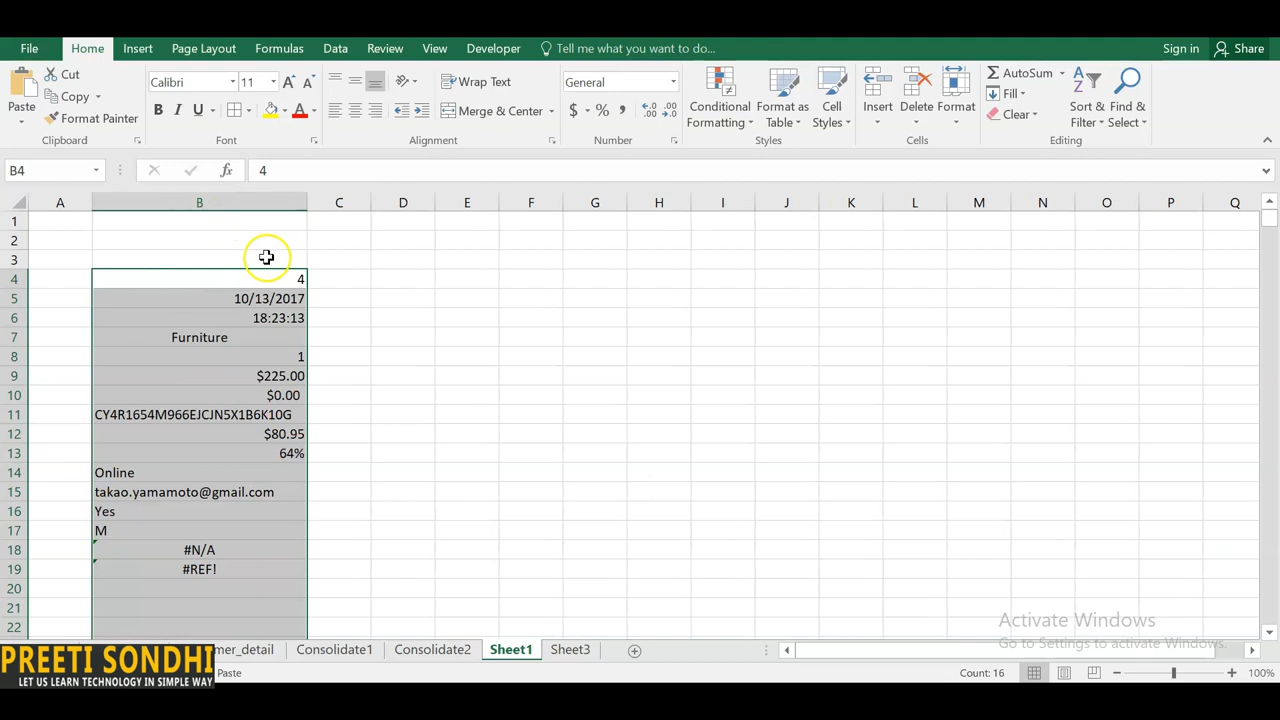 File Home Insert Page Layout Formulas Data Review View Developer Tell me what you want to do... Sign in Share
Paste
Cut
Copy
Format Painter
Clipboard
Calibri 11
B I U
Font
Wrap Text
Merge & Center
Alignment
General
$ % ,
Number
Conditional Formatting
Format as Table
Cell Styles
Styles
Insert Delete Format
Cells
AutoSum
Fill
Clear
Sort & Filter
Find & Select
Editing
B4 fx 4
A B C D E F G H I J K L M N O P Q
1
2
3
4 4
5 10/13/2017
6 18:23:13
7 Furniture
8 1
9 $225.00
10 $0.00
11 CY4R1654M966EJCJN5X1B6K10G
12 $80.95
13 64%
14 Online
15 takao.yamamoto@gmail.com
16 Yes
17 M
18 #N/A
19 #REF!
20
21
22
Activate Windows
Go to Settings to activate Windows.
mer_detail Consolidate1 Consolidate2 Sheet1 Sheet3
PREETI SONDHI
LET US LEARN TECHNOLOGY IN SIMPLE WAY
Paste Count: 16 100%